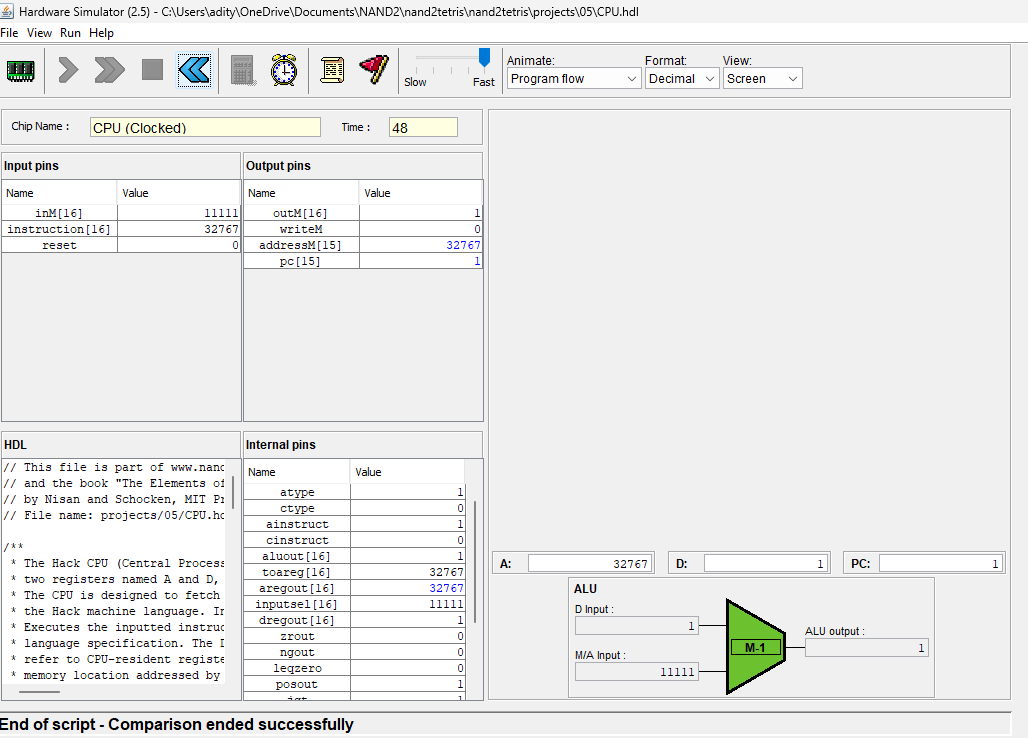 Hardware Simulator (2.5) - C:\Users\adity\OneDrive\Documents\NAND2\nand2tetris\nand2tetris\projects\05\CPU.hdl
File View Run Help
Slow Fast
Animate: Format: View:
Program flow Decimal Screen
Chip Name : CPU (Clocked) Time : 48
Input pins
Name Value
inM[16] 11111
instruction[16] 32767
reset 0
Output pins
Name Value
outM[16] 1
writeM 0
addressM[15] 32767
pc[15] 1
HDL
// This file is part of www.nand
// and the book "The Elements of
// by Nisan and Schocken, MIT Pr
// File name: projects/05/CPU.hd
/**
* The Hack CPU (Central Process
* two registers named A and D,
* The CPU is designed to fetch
* the Hack machine language. In
* Executes the inputted instruc
* language specification. The D
* refer to CPU-resident registe
* memory location addressed by
Internal pins
Name Value
atype 1
ctype 0
ainstruct 1
cinstruct 0
aluout[16] 1
toareg[16] 32767
aregout[16] 32767
inputsel[16] 11111
dregout[16] 1
zrout 0
ngout 0
leqzero 0
posout 1
A: 32767 D: 1 PC: 1
ALU
D Input :
1
M/A Input :
11111
M-1
ALU output :
1
End of script - Comparison ended successfully